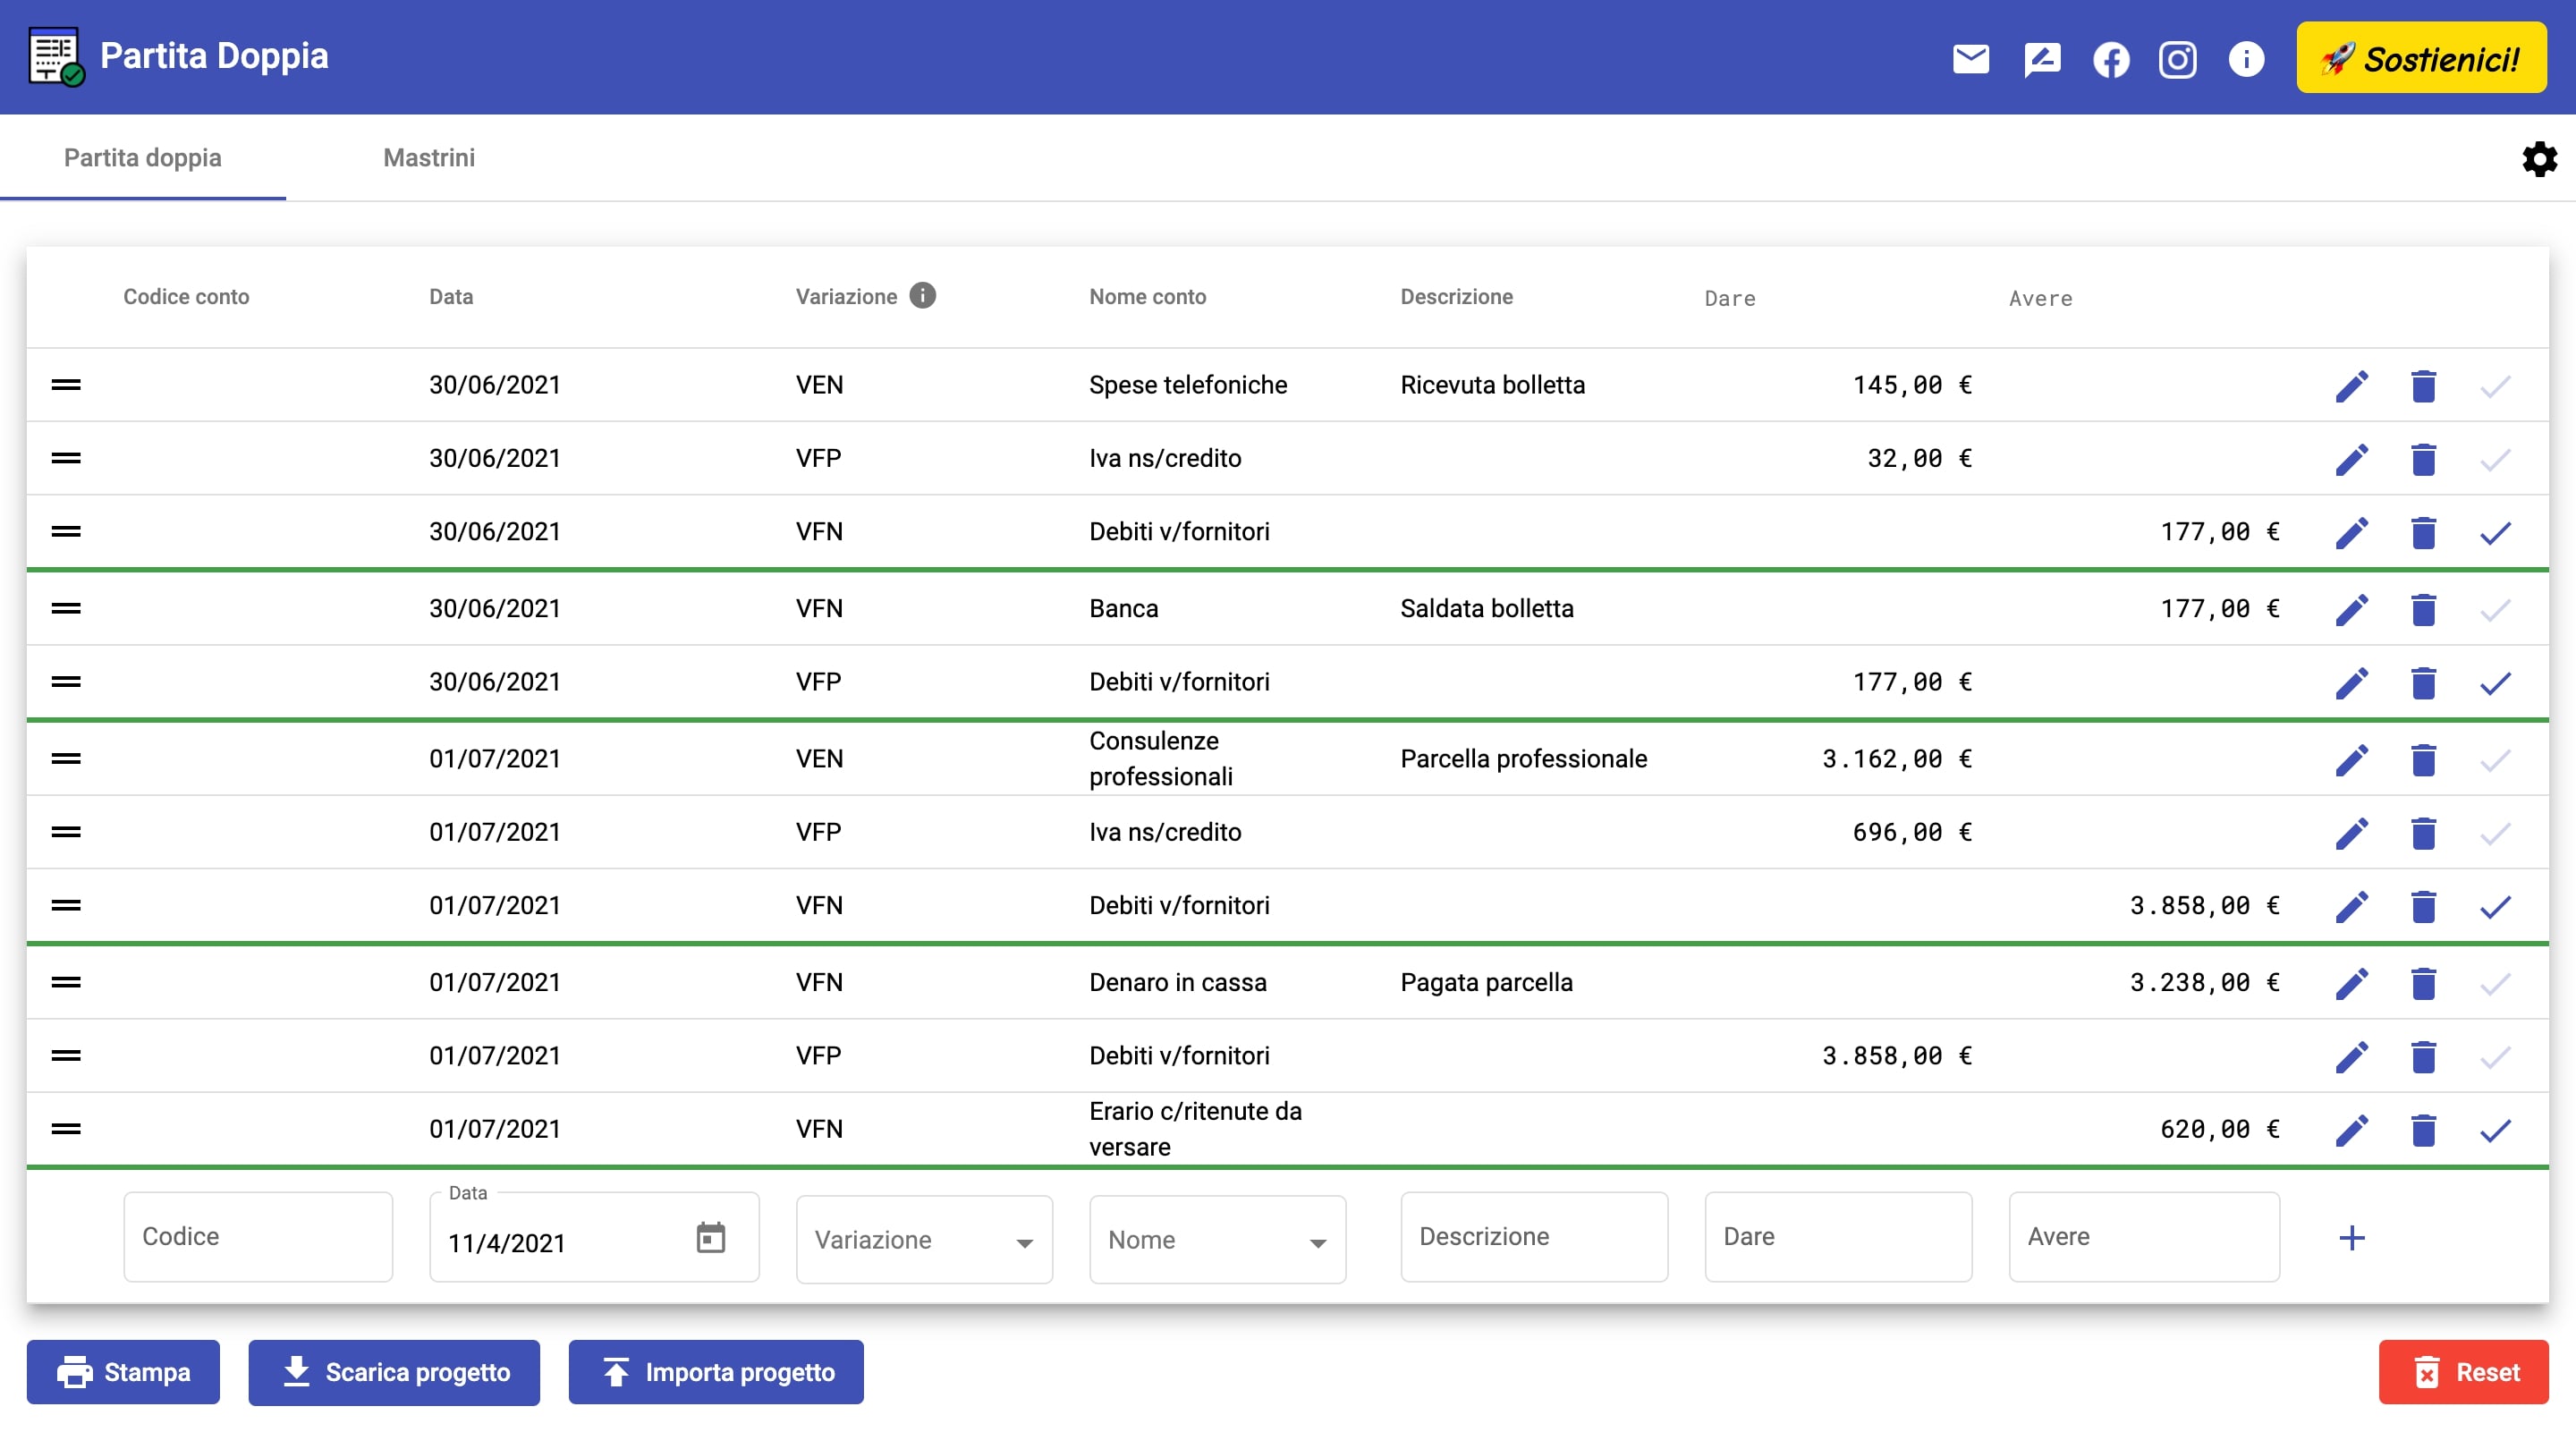 Partita Doppia
Sostienici!
Partita doppia Mastrini
Codice conto Data Variazione Nome conto Descrizione Dare Avere
30/06/2021 VEN Spese telefoniche Ricevuta bolletta 145,00 €
30/06/2021 VFP Iva ns/credito 32,00 €
30/06/2021 VFN Debiti v/fornitori 177,00 €
30/06/2021 VFN Banca Saldata bolletta 177,00 €
30/06/2021 VFP Debiti v/fornitori 177,00 €
01/07/2021 VEN Consulenze professionali Parcella professionale 3.162,00 €
01/07/2021 VFP Iva ns/credito 696,00 €
01/07/2021 VFN Debiti v/fornitori 3.858,00 €
01/07/2021 VFN Denaro in cassa Pagata parcella 3.238,00 €
01/07/2021 VFP Debiti v/fornitori 3.858,00 €
01/07/2021 VFN Erario c/ritenute da versare 620,00 €
Data
Codice 11/4/2021 Variazione Nome Descrizione Dare Avere
Stampa Scarica progetto Importa progetto Reset